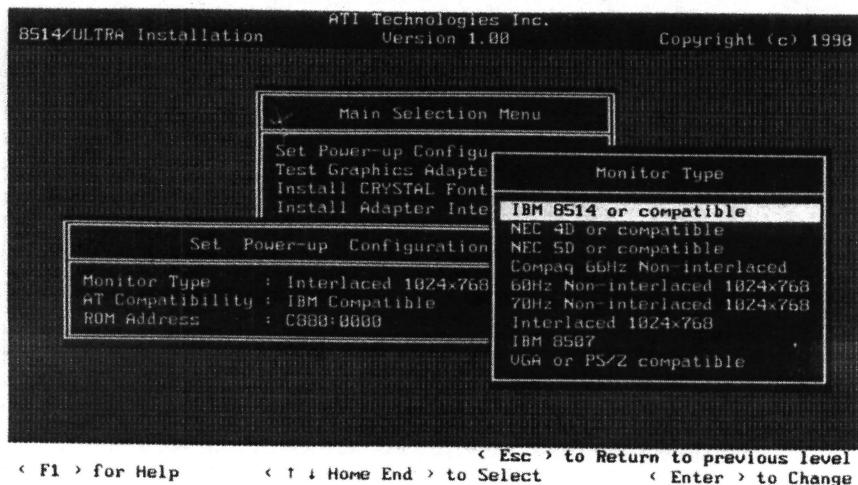 ATI Technologies Inc.
8514/ULTRA Installation Version 1.00 Copyright (c) 1990
Main Selection Menu
Set Power-up Configu
Test Graphics Adapte
Install CRYSTAL Font
Install Adapter Inte
Monitor Type
IBM 8514 or compatible
NEC 4D or compatible
NEC 5D or compatible
Compaq 66Hz Non-interlaced
60Hz Non-interlaced 1024x768
70Hz Non-interlaced 1024x768
Interlaced 1024x768
IBM 8507
VGA or PS/2 compatible
Set Power-up Configuration
Monitor Type : Interlaced 1024x768
AT Compatibility : IBM Compatible
ROM Address : C880:0000
< Esc > to Return to previous level
< F1 > for Help < ↑ ↓ Home End > to Select < Enter > to Change